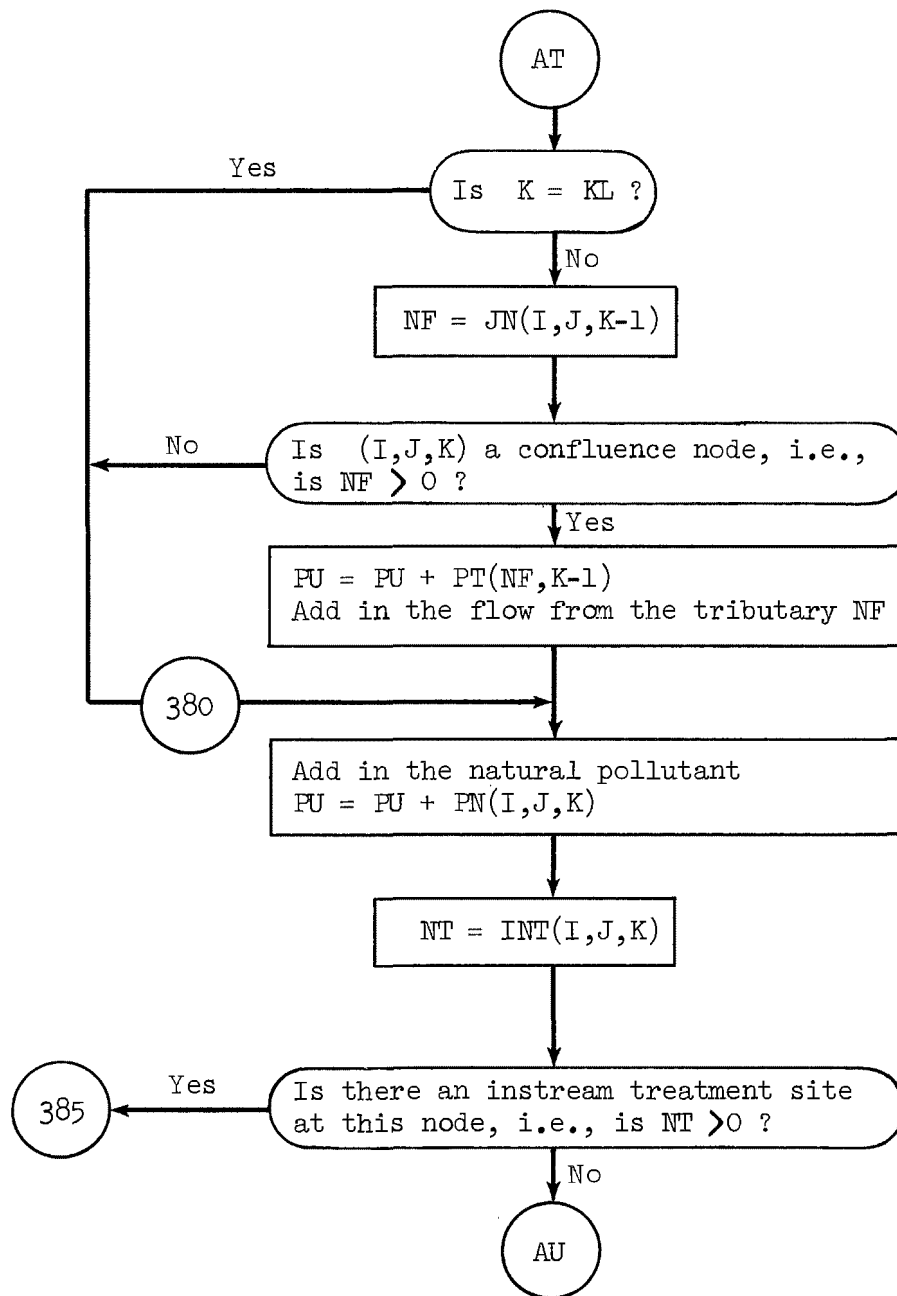 AT
Yes
Is K = KL ?
No
NF = JN(I,J,K-1)
No
Is (I,J,K) a confluence node, i.e.,
is NF > 0 ?
Yes
PU = PU + PT(NF,K-1)
Add in the flow from the tributary NF
380
Add in the natural pollutant
PU = PU + PN(I,J,K)
NT = INT(I,J,K)
Yes
385
Is there an instream treatment site
at this node, i.e., is NT >0 ?
No
AU